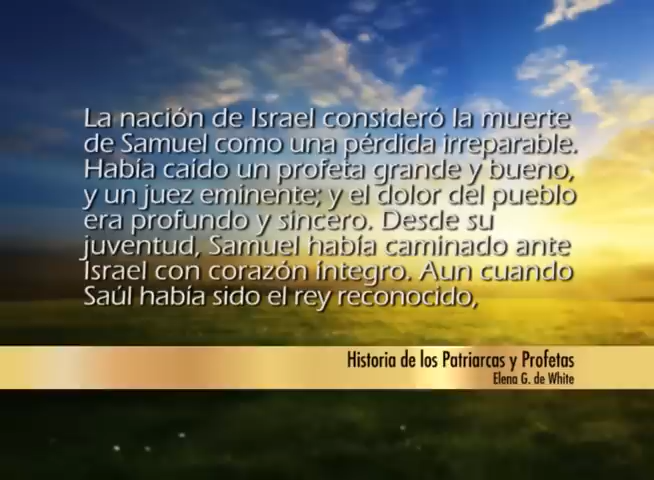 La nación de Israel consideró la muerte
de Samuel como una pérdida irreparable.
Había caído un profeta grande y bueno,
y un juez eminente; y el dolor del pueblo
era profundo y sincero. Desde su
juventud, Samuel había caminado ante
Israel con corazón íntegro. Aun cuando
Saúl había sido el rey reconocido,
Historia de los Patriarcas y Profetas
Elena G. de White